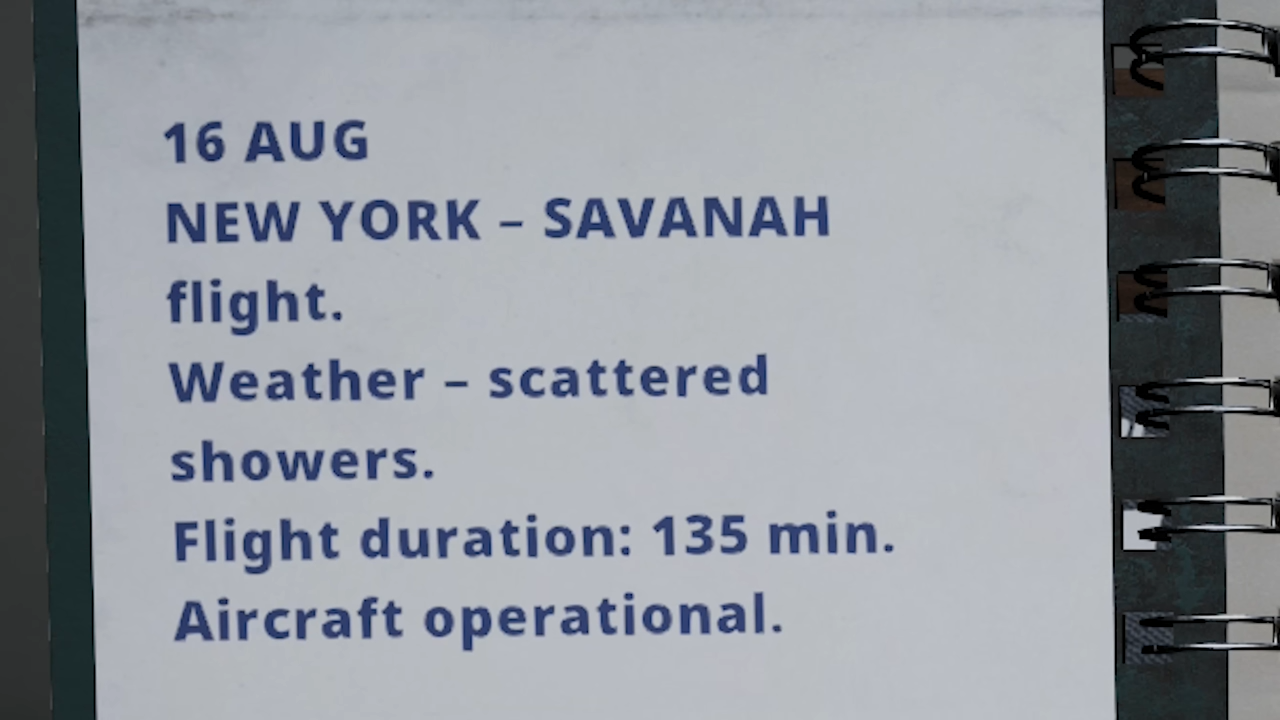 16 AUG
NEW YORK – SAVANAH
flight.
Weather – scattered
showers.
Flight duration: 135 min.
Aircraft operational.